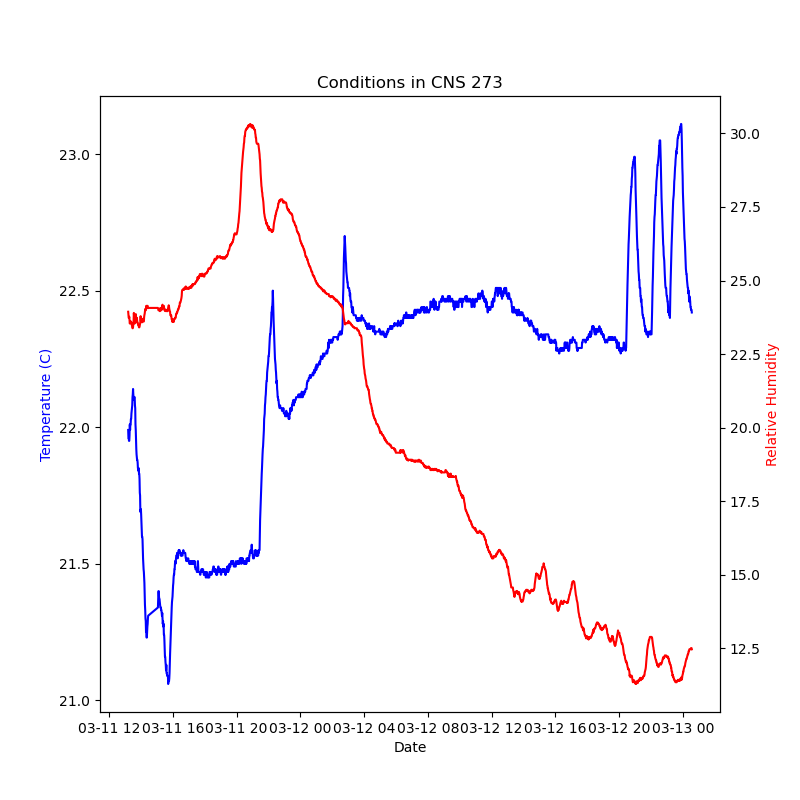 Conditions in CNS 273
23.0
22.5
22.0
21.5
21.0
Temperature (C)
30.0
27.5
25.0
22.5
20.0
17.5
15.0
12.5
Relative Humidity
03-11 12 03-11 16 03-11 20 03-12 00 03-12 04 03-12 08 03-12 12 03-12 16 03-12 20 03-13 00
Date